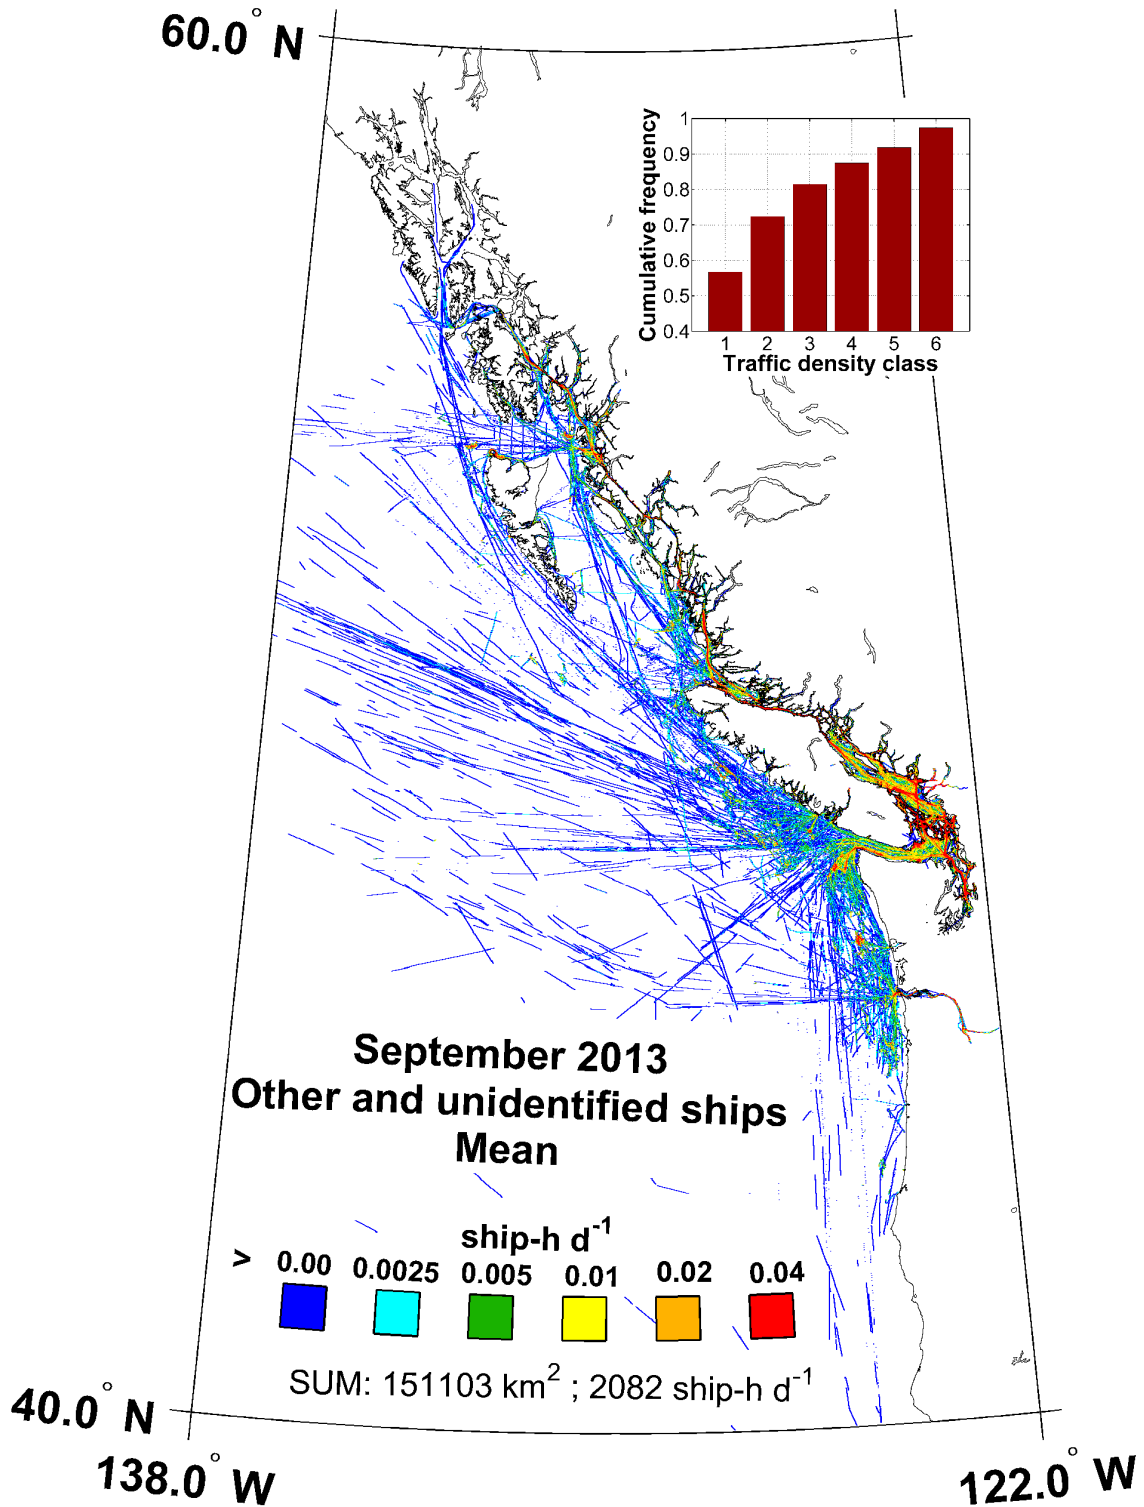 60.0° N
Cumulative frequency
1
0.9
0.8
0.7
0.6
0.5
0.4
1 2 3 4 5 6
Traffic density class
September 2013
Other and unidentified ships
Mean
ship-h d⁻¹
> 0.00 0.0025 0.005 0.01 0.02 0.04
SUM: 151103 km² ; 2082 ship-h d⁻¹
40.0° N
138.0° W
122.0° W